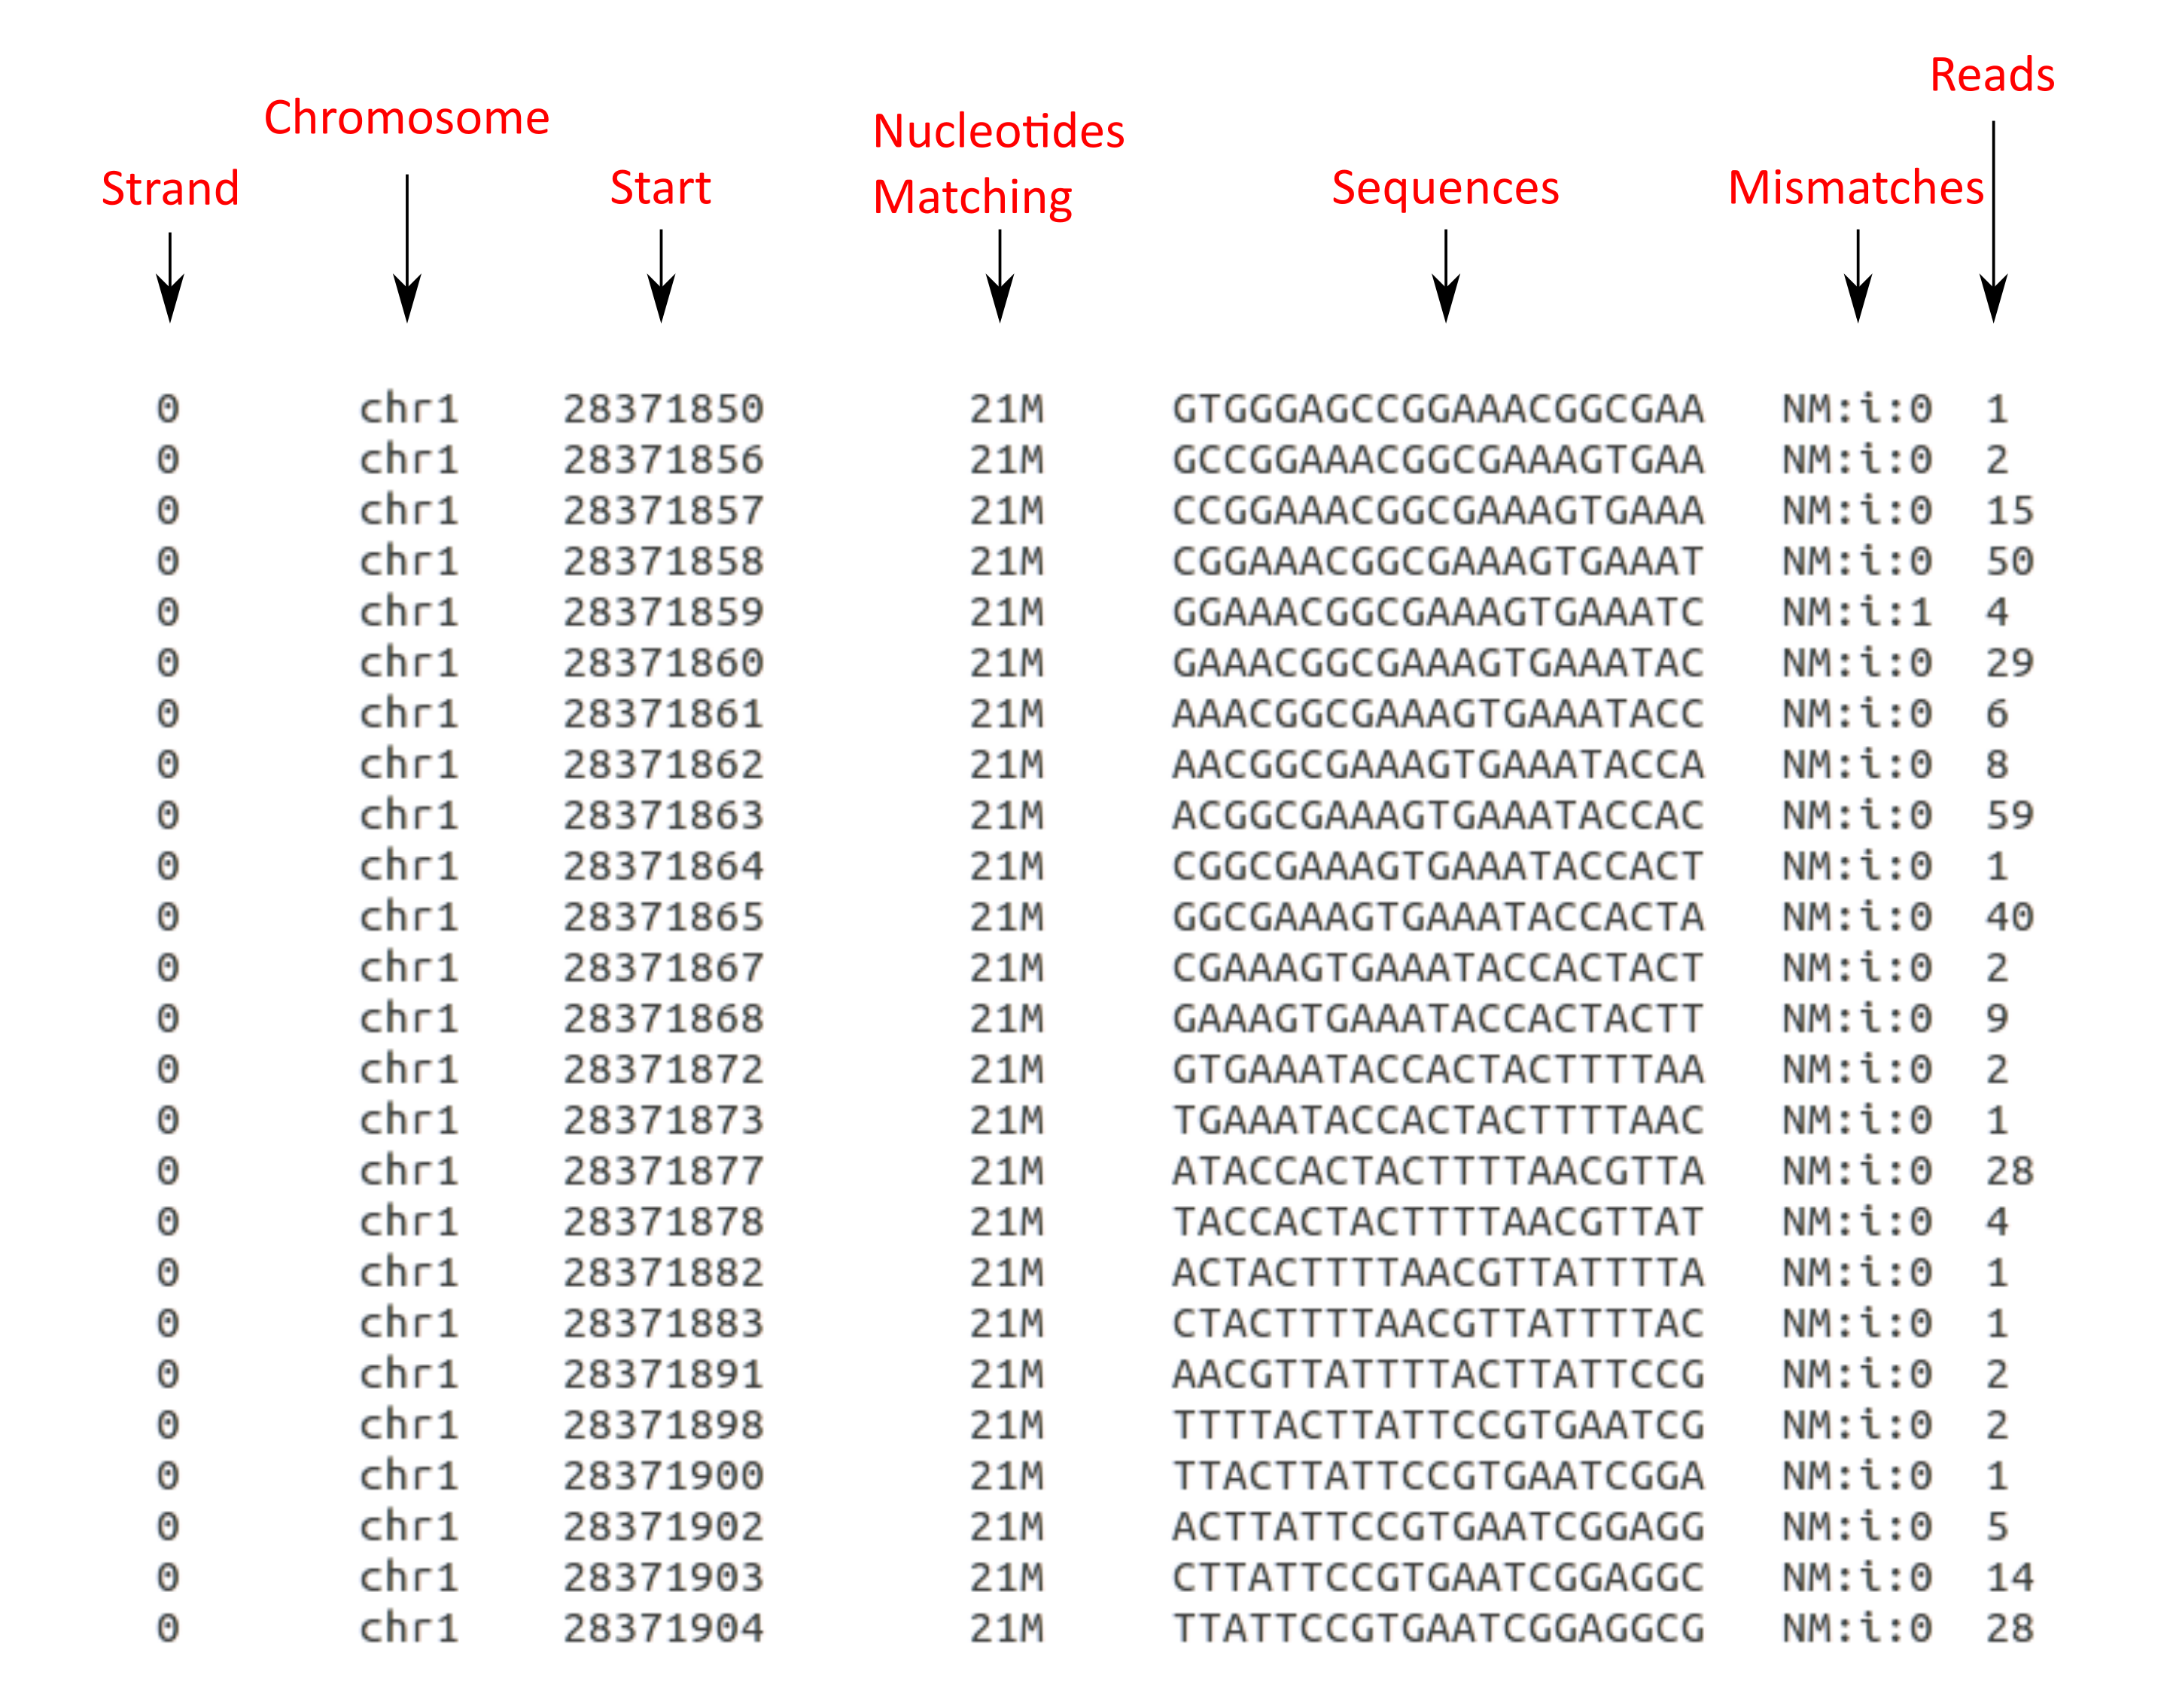 Reads
Chromosome
Nucleotides
Matching
Strand
Start
Sequences
Mismatches
0 chr1 28371850 21M GTGGGAGCCGGAAACGGCGAA NM:i:0 1
0 chr1 28371856 21M GCCGGAAACGGCGAAAGTGAA NM:i:0 2
0 chr1 28371857 21M CCGGAAACGGCGAAAGTGAAA NM:i:0 15
0 chr1 28371858 21M CGGAAACGGCGAAAGTGAAAT NM:i:0 50
0 chr1 28371859 21M GGAAACGGCGAAAGTGAAATC NM:i:1 4
0 chr1 28371860 21M GAAACGGCGAAAGTGAAATAC NM:i:0 29
0 chr1 28371861 21M AAACGGCGAAAGTGAAATACC NM:i:0 6
0 chr1 28371862 21M AACGGCGAAAGTGAAATACCA NM:i:0 8
0 chr1 28371863 21M ACGGCGAAAGTGAAATACCAC NM:i:0 59
0 chr1 28371864 21M CGGCGAAAGTGAAATACCACT NM:i:0 1
0 chr1 28371865 21M GGCGAAAGTGAAATACCACTA NM:i:0 40
0 chr1 28371867 21M CGAAAGTGAAATACCACTACT NM:i:0 2
0 chr1 28371868 21M GAAAGTGAAATACCACTACTT NM:i:0 9
0 chr1 28371872 21M GTGAAATACCACTACTTTTAA NM:i:0 2
0 chr1 28371873 21M TGAAATACCACTACTTTTAAC NM:i:0 1
0 chr1 28371877 21M ATACCACTACTTTTAACGTTA NM:i:0 28
0 chr1 28371878 21M TACCACTACTTTTAACGTTAT NM:i:0 4
0 chr1 28371882 21M ACTACTTTTAACGTTATTTTA NM:i:0 1
0 chr1 28371883 21M CTACTTTTAACGTTATTTTAC NM:i:0 1
0 chr1 28371891 21M AACGTTATTTTACTTATTCCG NM:i:0 2
0 chr1 28371898 21M TTTTACTTATTCCGTGAATCG NM:i:0 2
0 chr1 28371900 21M TTACTTATTCCGTGAATCGGA NM:i:0 1
0 chr1 28371902 21M ACTTATTCCGTGAATCGGAGG NM:i:0 5
0 chr1 28371903 21M CTTATTCCGTGAATCGGAGGC NM:i:0 14
0 chr1 28371904 21M TTATTCCGTGAATCGGAGGCG NM:i:0 28